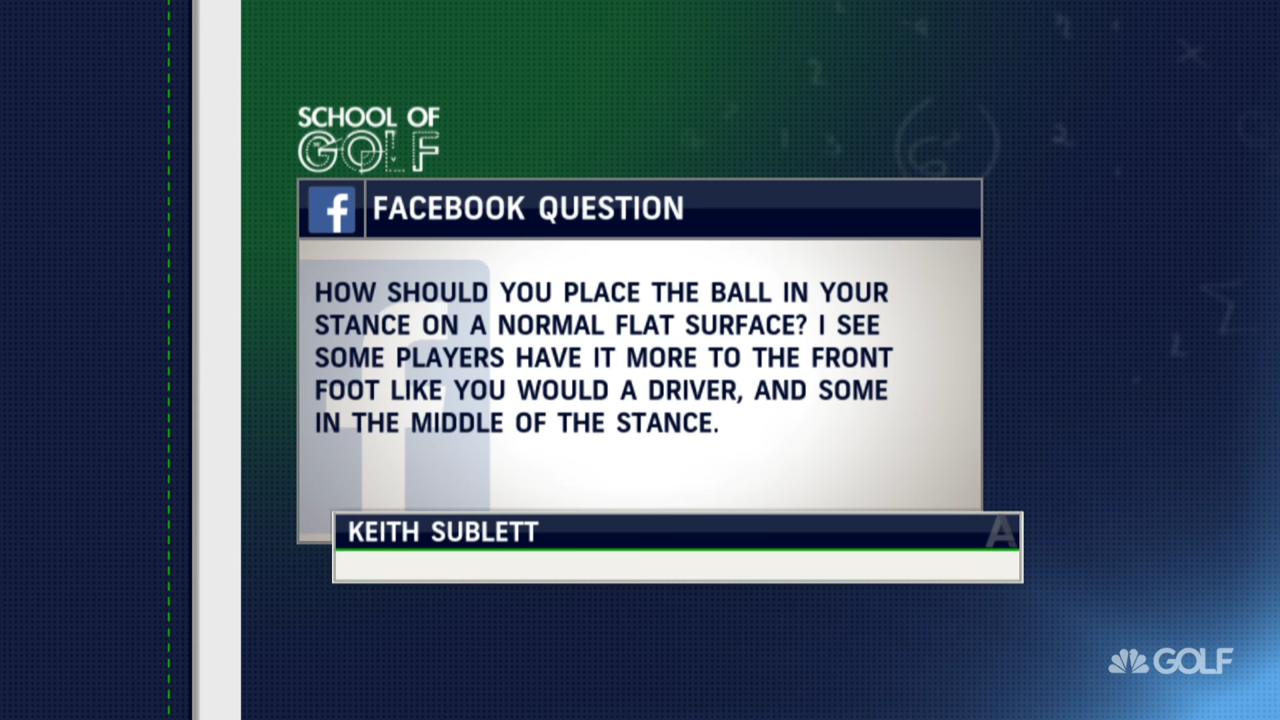 SCHOOL OF
GOLF
FACEBOOK QUESTION
HOW SHOULD YOU PLACE THE BALL IN YOUR
STANCE ON A NORMAL FLAT SURFACE? I SEE
SOME PLAYERS HAVE IT MORE TO THE FRONT
FOOT LIKE YOU WOULD A DRIVER, AND SOME
IN THE MIDDLE OF THE STANCE.
KEITH SUBLETT
A
GOLF